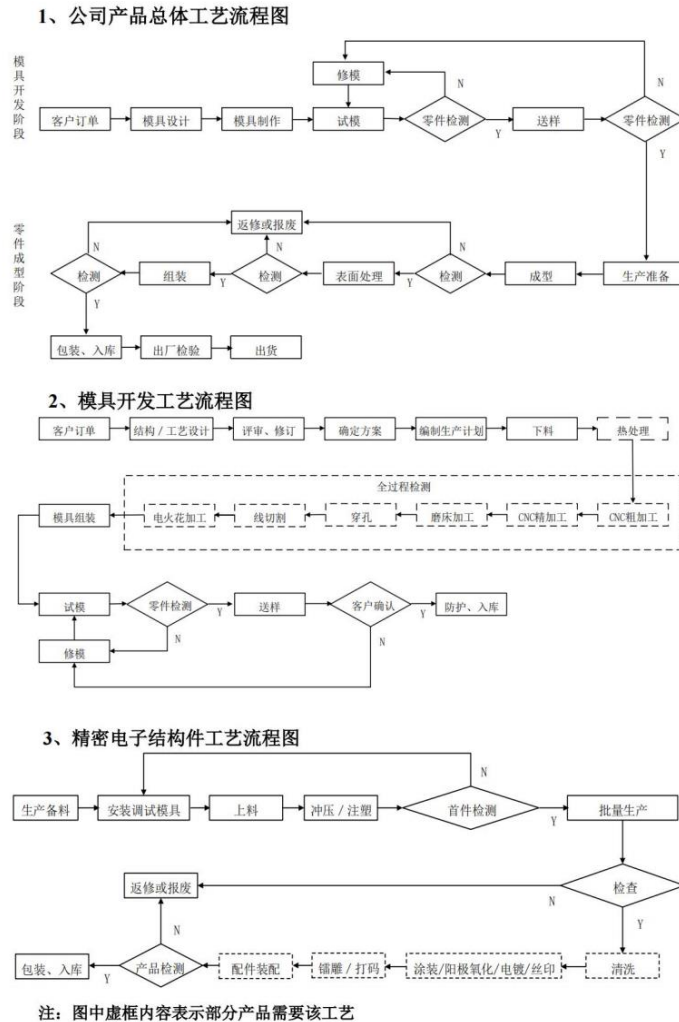 1、公司产品总体工艺流程图
模具开发阶段
修模
N
N
客户订单
模具设计
模具制作
试模
零件检测
Y
送样
零件检测
Y
零件成型阶段
返修或报废
N
N
N
检测
组装
Y
检测
表面处理
Y
检测
成型
生产准备
Y
包装、入库
出厂检验
出货
2、模具开发工艺流程图
客户订单
结构/工艺设计
评审、修订
确定方案
编制生产计划
下料
热处理
全过程检测
模具组装
电火花加工
线切割
穿孔
磨床加工
CNC精加工
CNC粗加工
试模
零件检测
Y
送样
客户确认
Y
防护、入库
N
N
修模
3、精密电子结构件工艺流程图
N
生产备料
安装调试模具
上料
冲压/注塑
首件检测
Y
批量生产
返修或报废
N
检查
N
Y
包装、入库
Y
产品检测
配件装配
镭雕/打码
涂装/阳极氧化/电镀/丝印
清洗
注：图中虚框内容表示部分产品需要该工艺